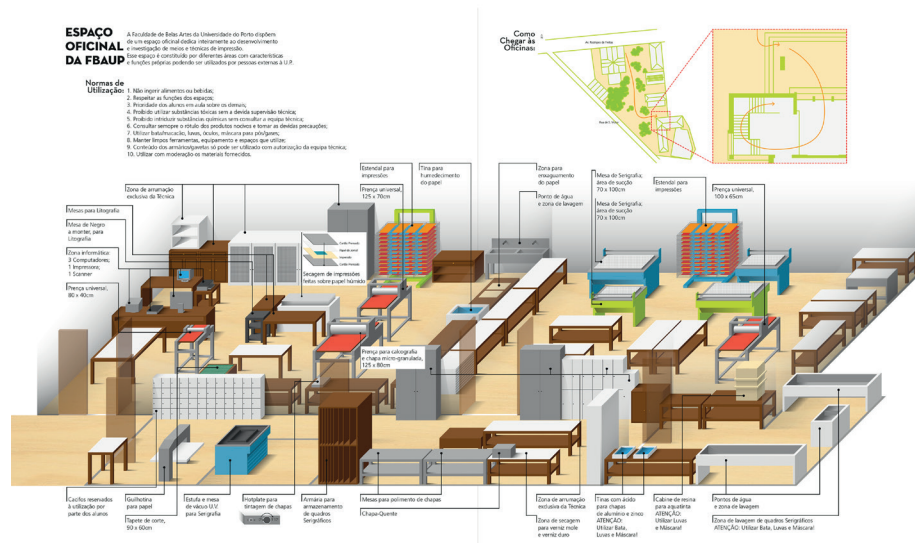 ESPAÇO
OFICINAL
DA FBAUP
A Faculdade de Belas Artes da Universidade do Porto dispõem
de um espaço oficinal dedica inteiramente ao desenvolvimento
e investigação de meios e técnicas de impressão.
Esse espaço é constituído por diferentes áreas com características
e funções próprias podendo ser utilizados por pessoas externas à U.P.
Normas de
Utilização:
1. Não ingerir alimentos ou bebidas;
2. Respeitar as funções dos espaços;
3. Prioridade dos alunos em aula sobre os demais;
4. Proibido utilizar substâncias tóxicas sem a devida supervisão técnica;
5. Proibido introduzir substâncias químicas sem consultar a equipa técnica;
6. Consultar sempre o rótulo dos produtos nocivos e tomar as devidas precauções;
7. Utilizar bata/macacão, luvas, óculos, máscara para pós/gases;
8. Manter limpos ferramentas, equipamento e espaços que utilize;
9. Conteúdo dos armários/gavetas só pode ser utilizado com autorização da equipa técnica;
10. Utilizar com moderação os materiais fornecidos.
Como
Chegar às
Oficinas:
Zona de arrumação
exclusiva da Técnica
Mesas para Litografia
Mesa de Negro
a monter, para
Litografia
Zona informática:
3 Computadores;
1 Impressora;
1 Scanner
Prença universal,
80 x 40cm
Secagem de impressões
feitas sobre papel húmido
Estendal para
impressões
Prença universal,
125 x 70cm
Tina para
humedecimento
do papel
Zona para
enxaguamento
do papel
Ponto de água
e zona de lavagem
Mesa de Serigrafia,
área de sucção
70 x 100cm
Mesa de Serigrafia,
área de sucção
70 x 100cm
Estendal para
impressões
Prença universal,
100 x 65cm
Prença para calcografia
e chapa micro-granulada,
125 x 80cm
Cacifos reservados
à utilização por
parte dos alunos
Guilhotina
para papel
Tapete de corte,
90 x 60cm
Estufa e mesa
de vácuo U.V.
para Serigrafia
Hotplate para
tintagem de chapas
Armário para
armazenamento
de quadros
Serigráficos
Mesas para polimento de chapas
Chapa-Quente
Zona de arrumação
exclusiva da Técnica
Zona de secagem
para verniz mole
e verniz duro
Tinas com ácido
para chapas
de alumínio e zinco
ATENÇÃO:
Utilizar Bata,
Luvas e Máscara!
Cabine de resina
para aquatinta
ATENÇÃO:
Utilizar Luvas
e Máscara!
Pontos de água
e zona de lavagem
Zona de lavagem de quadros Serigráficos
ATENÇÃO: Utilizar Bata, Luvas e Máscara!